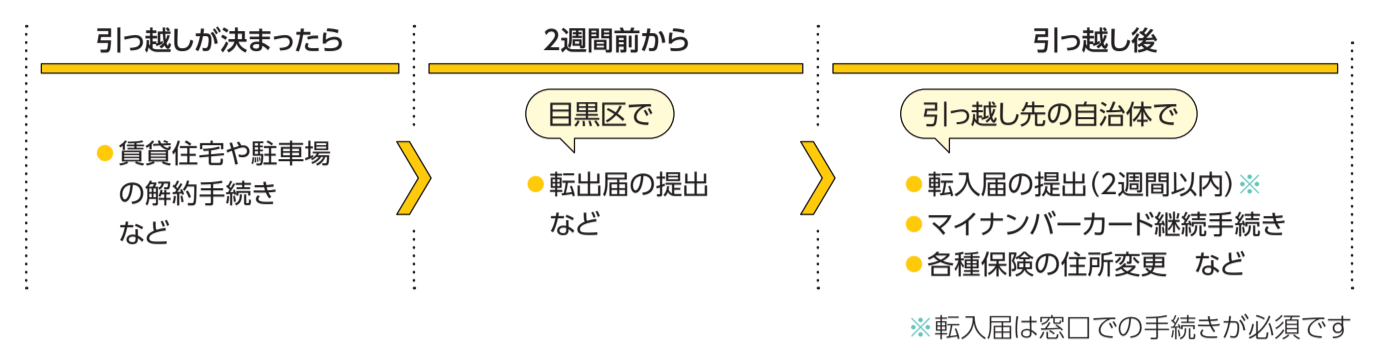 引っ越しが決まったら
●賃貸住宅や駐車場
の解約手続き
など
2週間前から
目黒区で
●転出届の提出
など
引っ越し後
引っ越し先の自治体で
●転入届の提出(2週間以内)※
●マイナンバーカード継続手続き
●各種保険の住所変更　など
※転入届は窓口での手続きが必須です